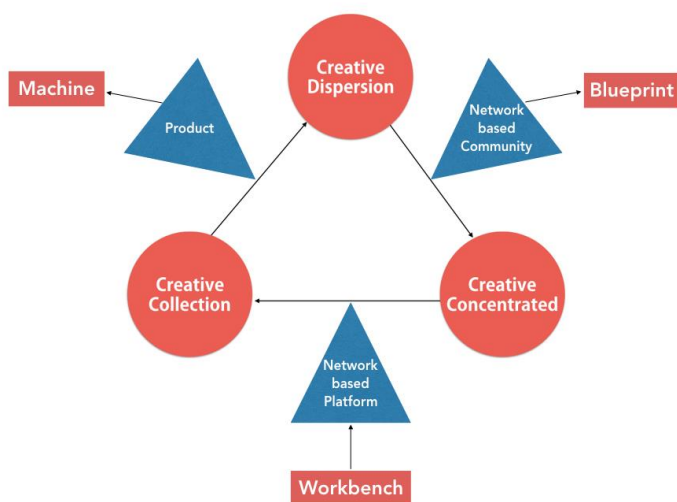 Creative
Dispersion
Machine
Product
Network
based
Community
Blueprint
Creative
Collection
Creative
Concentrated
Network
based
Platform
Workbench